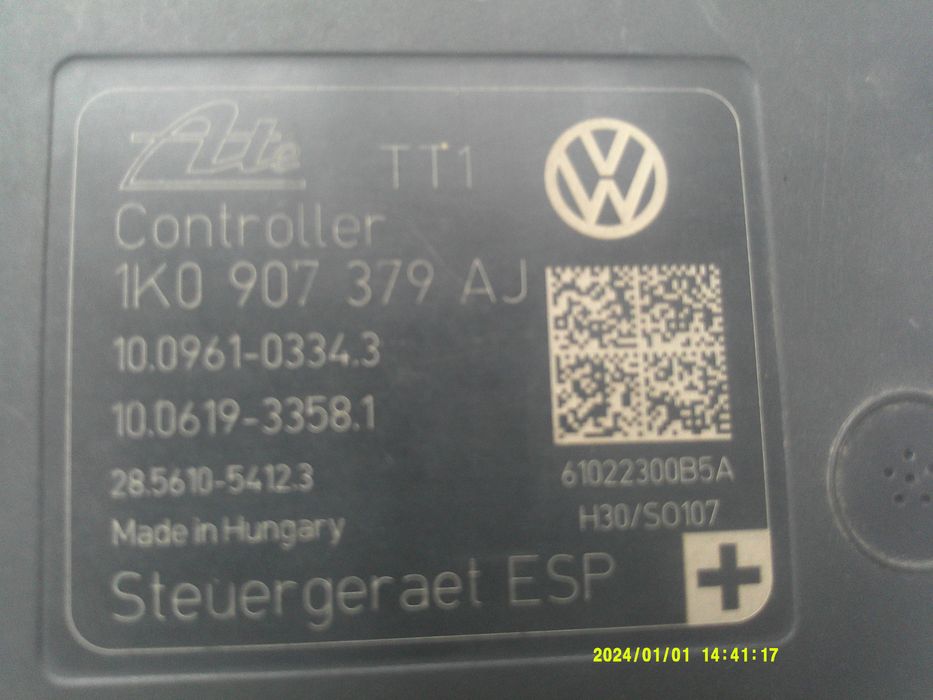 Ate TT1
Controller
1K0 907 379 AJ
10.0961-0334.3
10.0619-3358.1
28.5610-5412.3
Made in Hungary
Steuergeraet ESP
61022300B5A
H30/SO107
2024/01/01 14:41:17